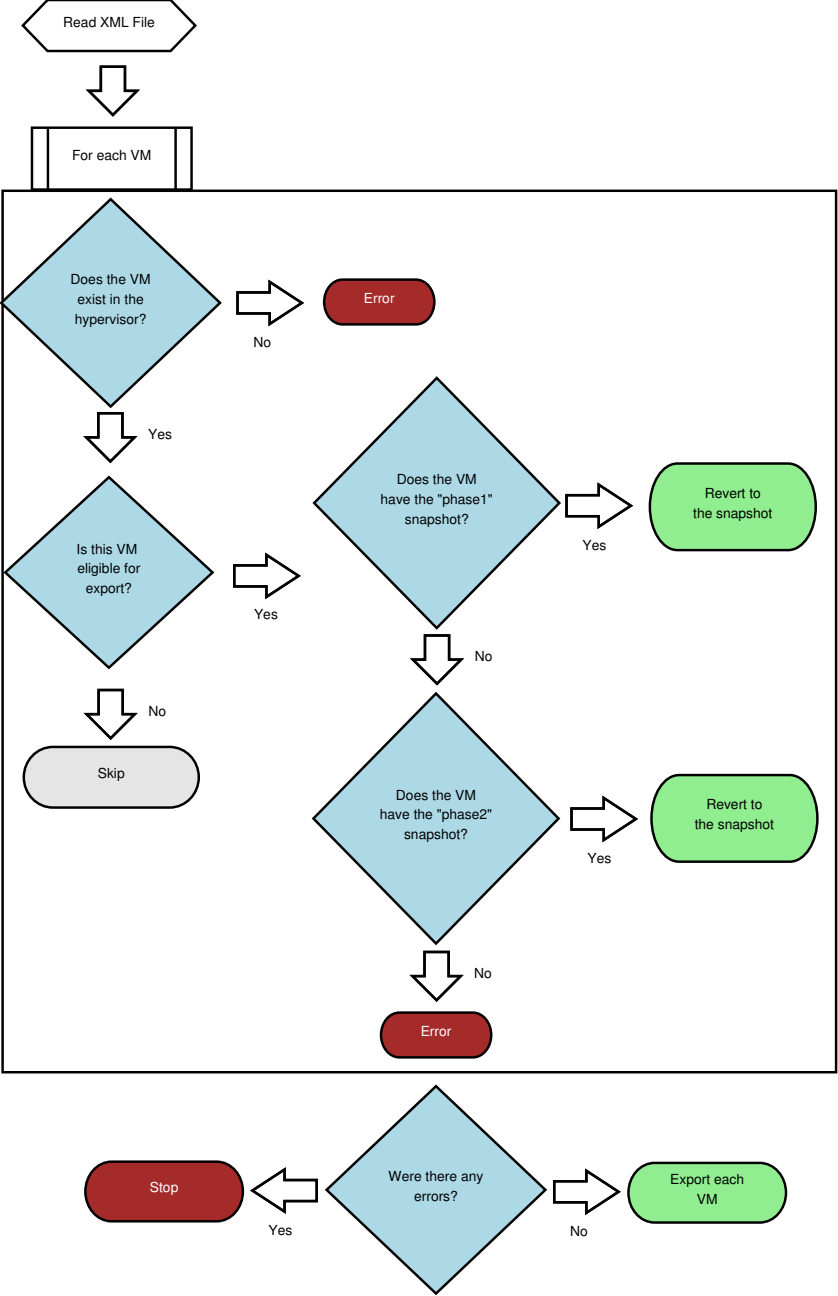 Read XML File
For each VM
Does the VM
exist in the
hypervisor?
No
Error
Yes
Is this VM
eligible for
export?
Yes
No
Skip
Does the VM
have the "phase1"
snapshot?
Yes
Revert to
the snapshot
No
Does the VM
have the "phase2"
snapshot?
Yes
Revert to
the snapshot
No
Error
Were there any
errors?
Yes
Stop
No
Export each
VM